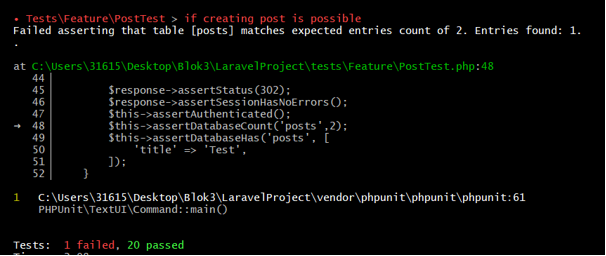 • Tests\Feature\PostTest > if creating post is possible
Failed asserting that table [posts] matches expected entries count of 2. Entries found: 1.
.
at C:\Users\31615\Desktop\Blok3\LaravelProject\tests\Feature\PostTest.php:48
44
45 $response->assertStatus(302);
46 $response->assertSessionHasNoErrors();
47 $this->assertAuthenticated();
→ 48 $this->assertDatabaseCount('posts',2);
49 $this->assertDatabaseHas('posts', [
50 'title' => 'Test',
51 ]);
52 }
1 C:\Users\31615\Desktop\Blok3\LaravelProject\vendor\phpunit\phpunit\phpunit:61
PHPUnit\TextUI\Command::main()
Tests: 1 failed, 20 passed